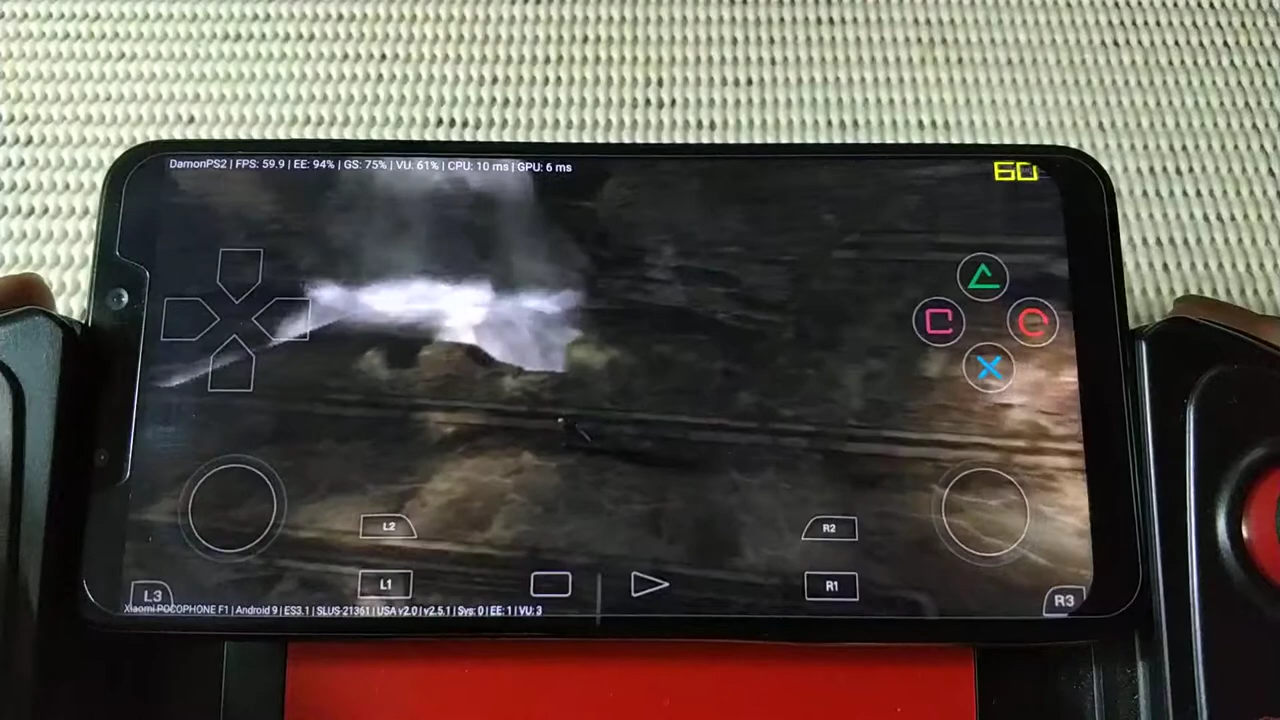 DamonPS2 | FPS: 59.9 | EE: 94% | GS: 75% | VU: 61% | CPU: 10 ms | GPU: 6 ms
60
L2
R2
L1
R1
L3
R3
Xiaomi POCOPHONE F1 | Android 9 | ES3.1 | SLUS-21361 | USA v2.0 | v2.5.1 | Sys: 0 | EE: 1 | VU: 3